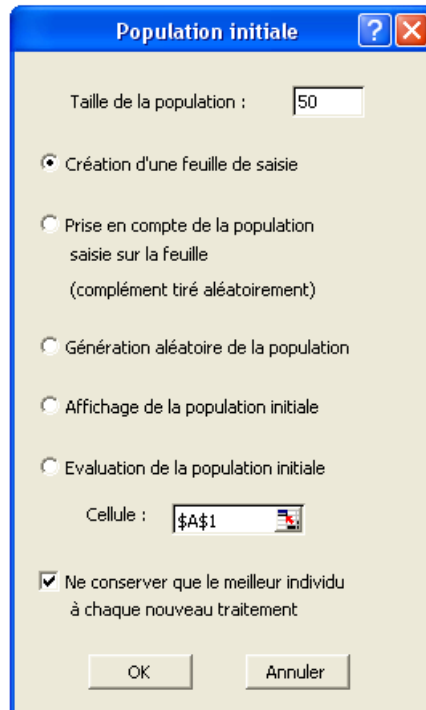 Population initiale
Taille de la population : 50
Création d'une feuille de saisie
Prise en compte de la population
saisie sur la feuille
(complément tiré aléatoirement)
Génération aléatoire de la population
Affichage de la population initiale
Evaluation de la population initiale
Cellule : $A$1
Ne conserver que le meilleur individu
à chaque nouveau traitement
OK Annuler